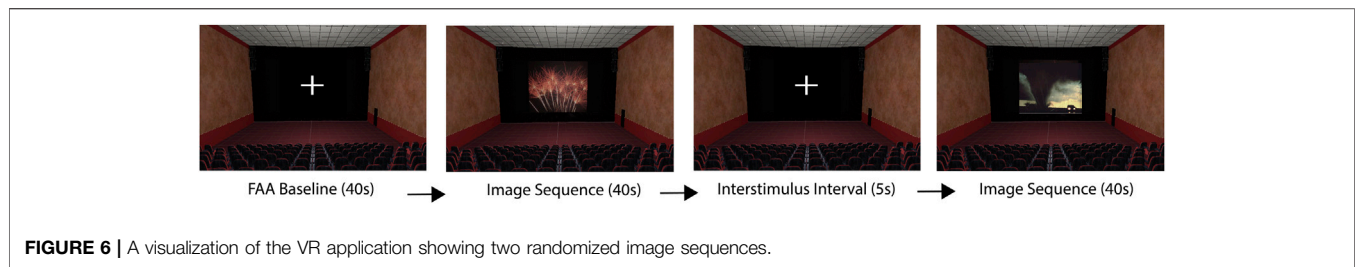 FAA Baseline (40s)
Image Sequence (40s)
Interstimulus Interval (5s)
Image Sequence (40s)
FIGURE 6 | A visualization of the VR application showing two randomized image sequences.